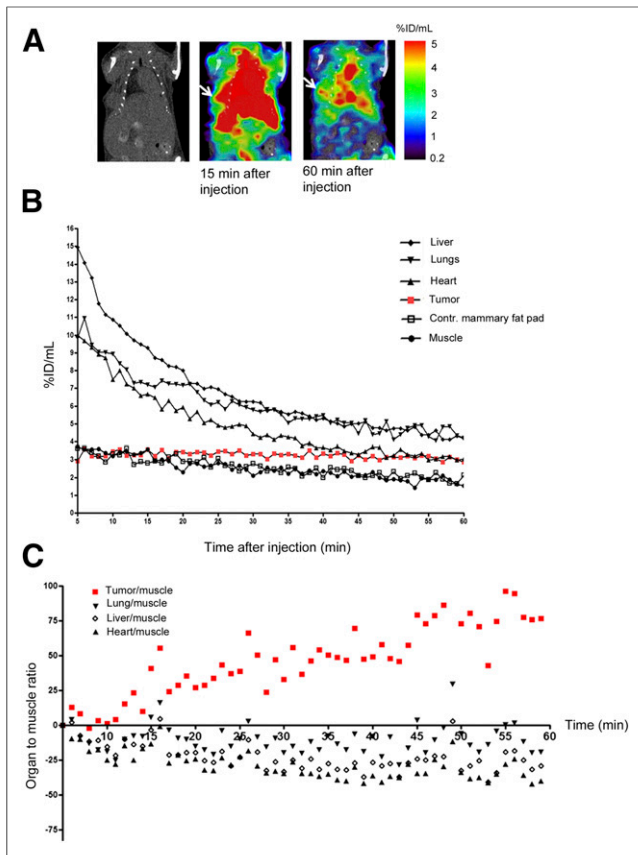 A
%ID/mL
5
4
3
2
1
0.2
15 min after
injection
60 min after
injection
B
%ID/mL
16
15
14
13
12
11
10
9
8
7
6
5
4
3
2
1
0
Liver
Lungs
Heart
Tumor
Contr. mammary fat pad
Muscle
5 10 15 20 25 30 35 40 45 50 55 60
Time after injection (min)
C
Organ to muscle ratio
100
75
50
25
0
-25
-50
-75
Tumor/muscle
Lung/muscle
Liver/muscle
Heart/muscle
5 10 15 20 25 30 35 40 45 50 55 60
Time (min)